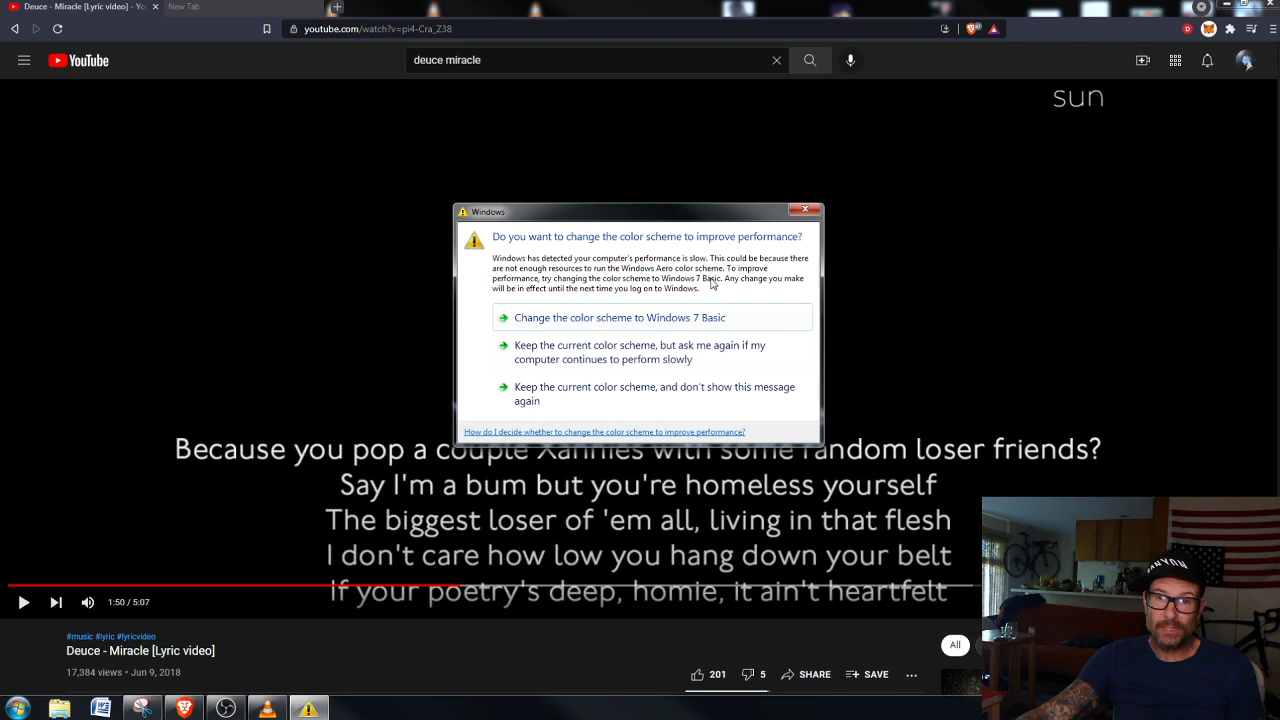 Deuce - Miracle [Lyric video] - Yo
New Tab
youtube.com/watch?v=pi4-Cra_Z38
YouTube
deuce miracle
sun
Windows
Do you want to change the color scheme to improve performance?
Windows has detected your computer's performance is slow. This could be because there
are not enough resources to run the Windows Aero color scheme. To improve
performance, try changing the color scheme to Windows 7 Basic. Any change you make
will be in effect until the next time you log on to Windows.
Change the color scheme to Windows 7 Basic
Keep the current color scheme, but ask me again if my
computer continues to perform slowly
Keep the current color scheme, and don't show this message
again
How do I decide whether to change the color scheme to improve performance?
Because you pop a couple Xannies with some random loser friends?
Say I'm a bum but you're homeless yourself
The biggest loser of 'em all, living in that flesh
I don't care how low you hang down your belt
If your poetry's deep, homie, it ain't heartfelt
CANYON
1:50 / 5:07
#music #lyric #lyricvideo
Deuce - Miracle [Lyric video]
All
17,384 views • Jun 9, 2018
201
5
SHARE
SAVE